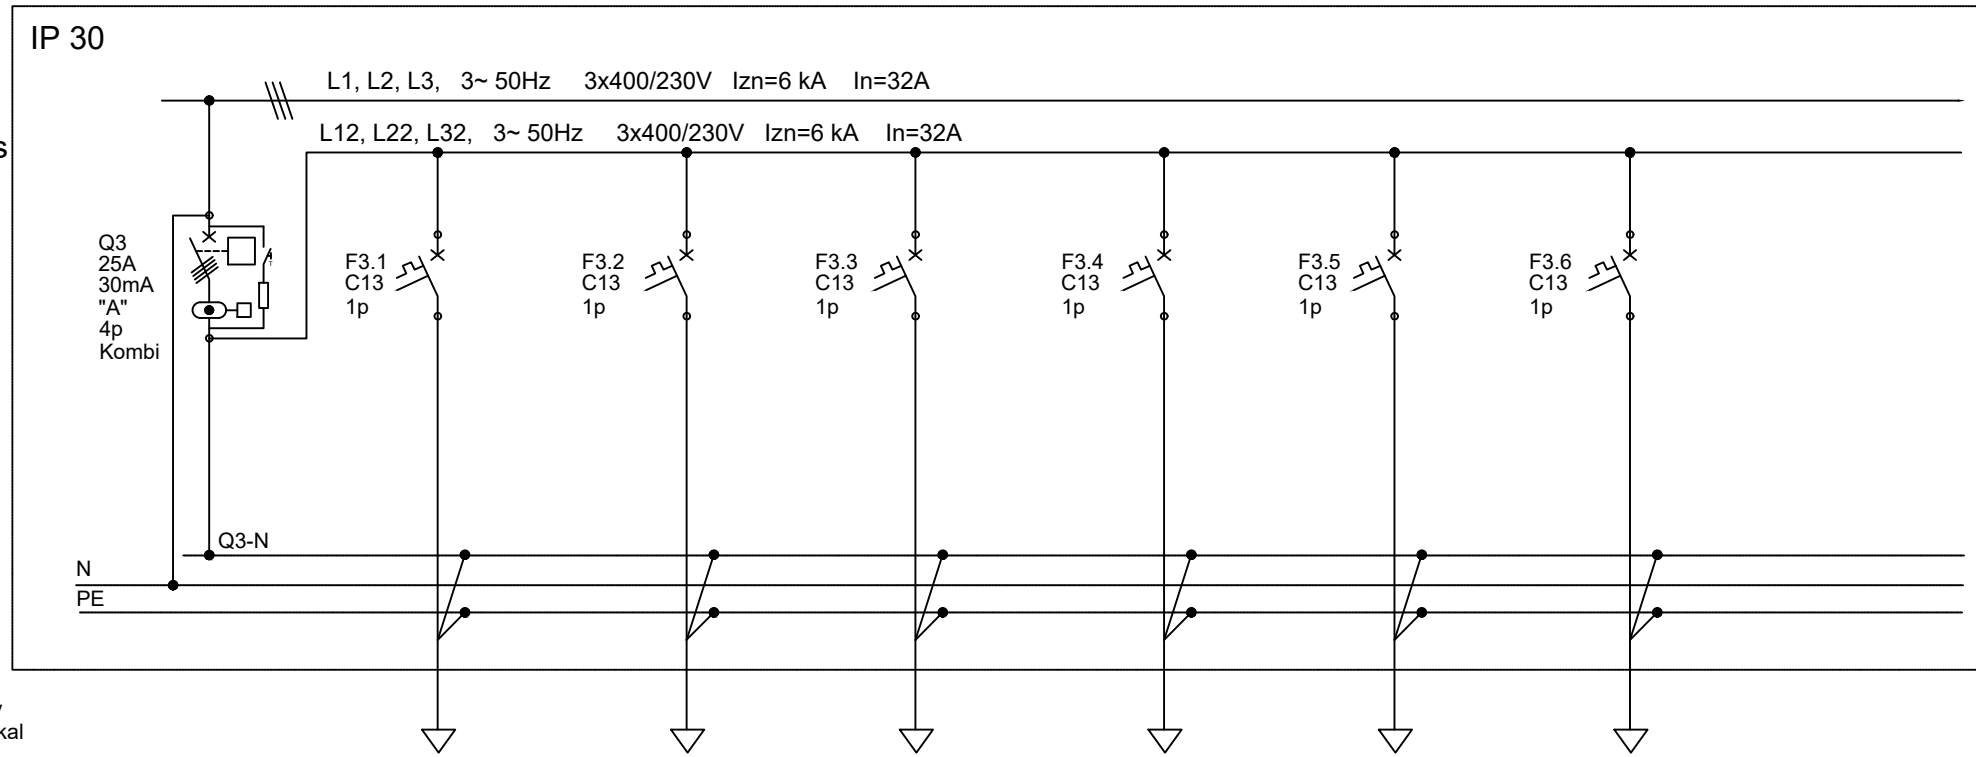 IP 30
L1, L2, L3, 3~ 50Hz 3x400/230V Izn=6 kA In=32A
L12, L22, L32, 3~ 50Hz 3x400/230V Izn=6 kA In=32A
s
Q3
25A
30mA
"A"
4p
Kombi
F3.1
C13
1p
F3.2
C13
1p
F3.3
C13
1p
F3.4
C13
1p
F3.5
C13
1p
F3.6
C13
1p
Q3-N
N
PE
kal